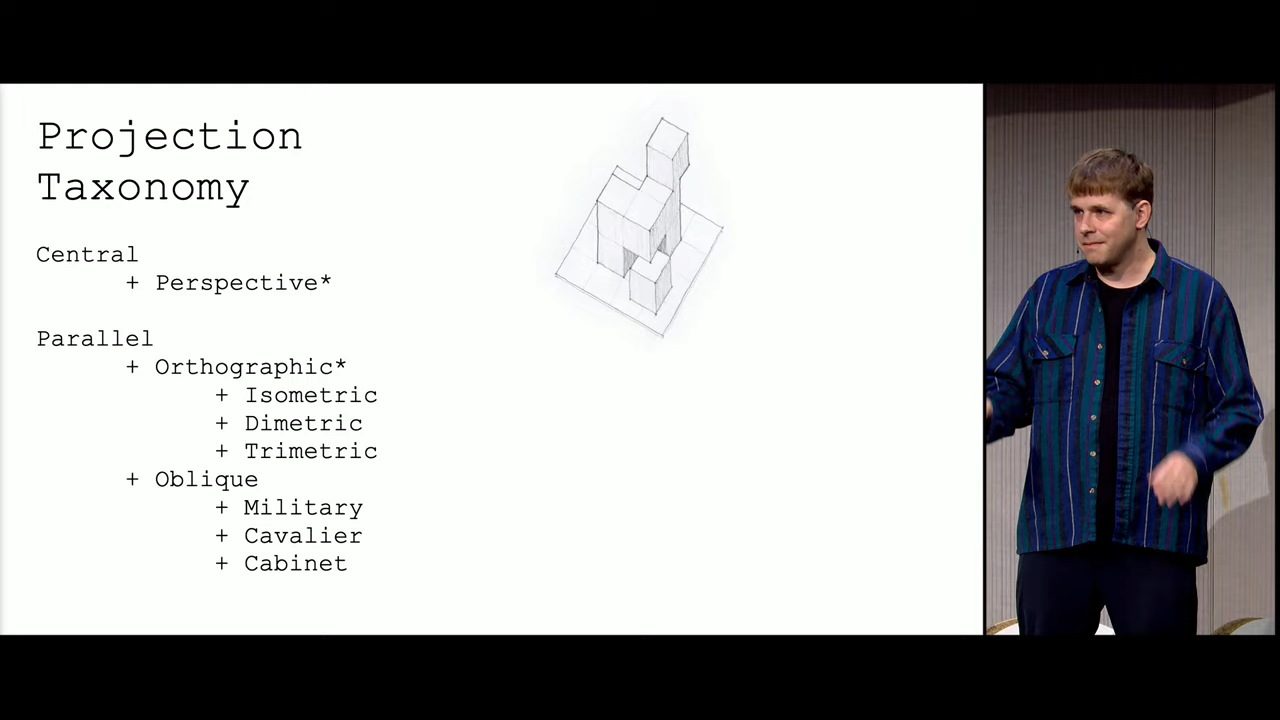 Projection
Taxonomy
Central
+ Perspective*
Parallel
+ Orthographic*
+ Isometric
+ Dimetric
+ Trimetric
+ Oblique
+ Military
+ Cavalier
+ Cabinet